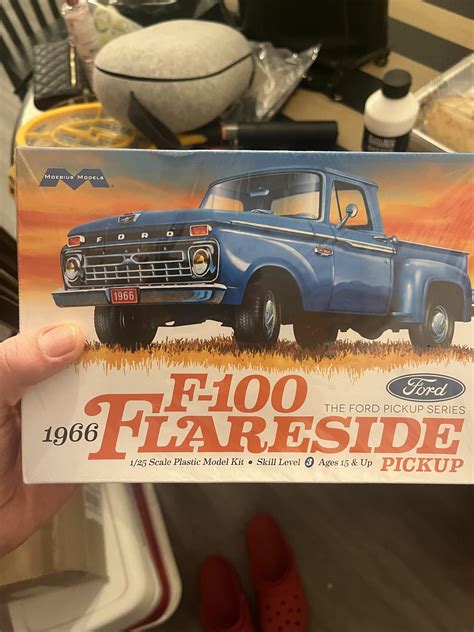 Moebius Models
FORD
1966
Ford
THE FORD PICKUP SERIES
1966 F-100
FLARESIDE
PICKUP
1/25 Scale Plastic Model Kit • Skill Level 3 Ages 15 & Up